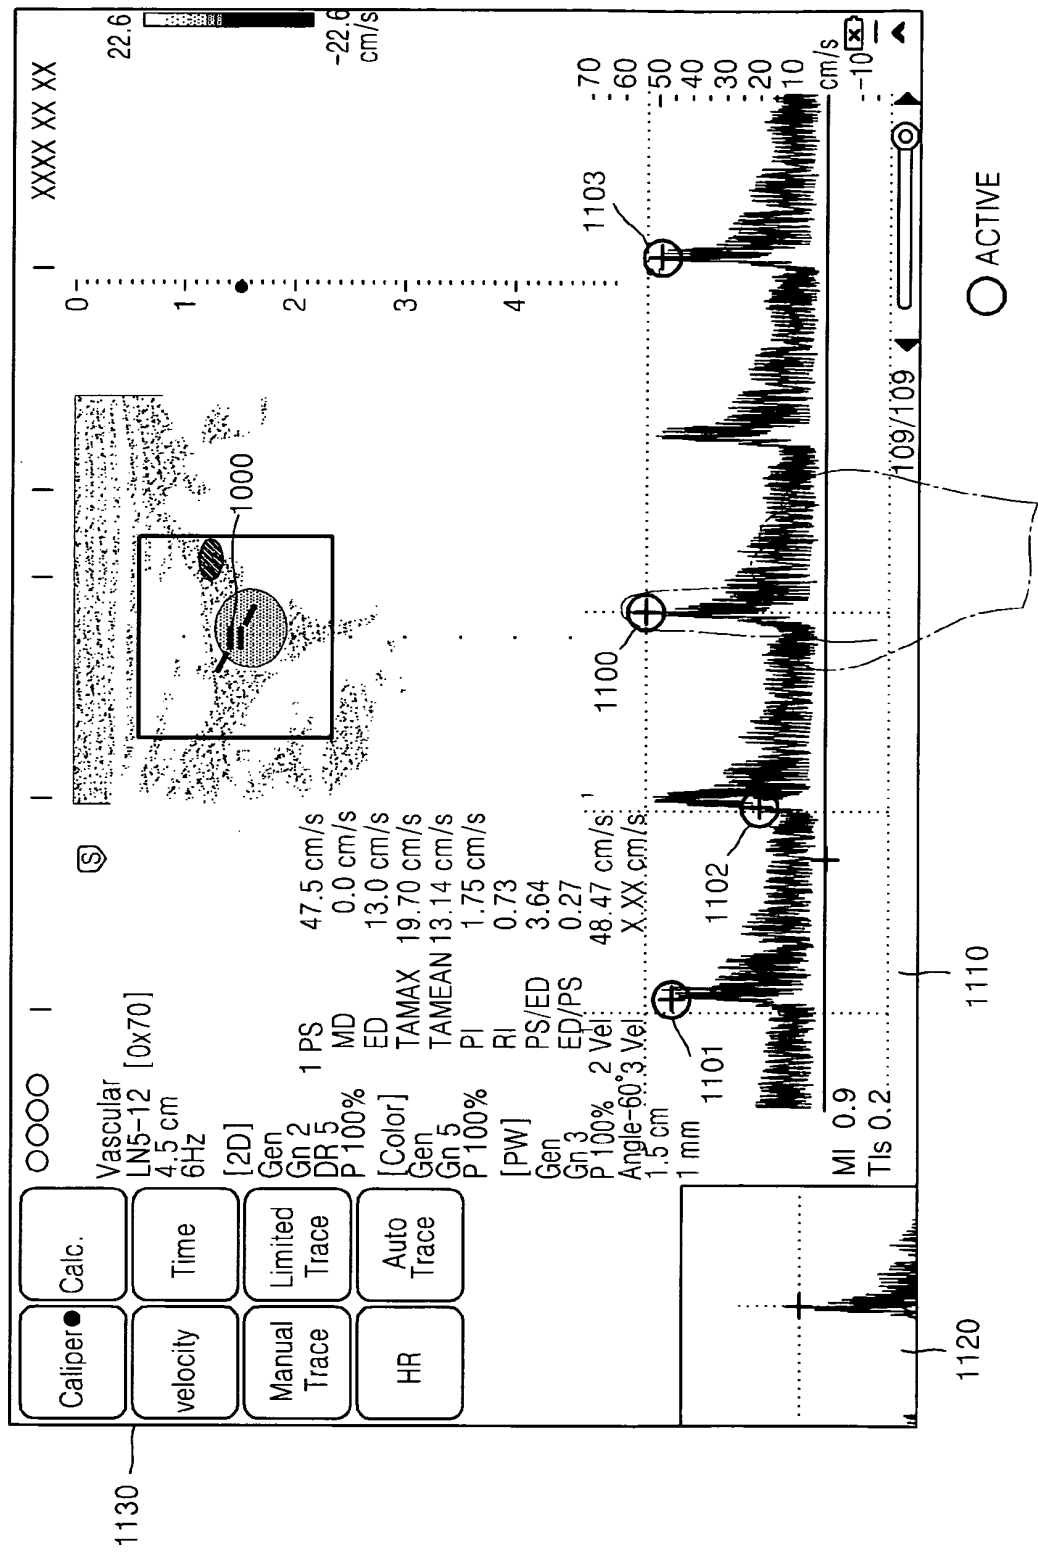 1130
Caliper Calc.
velocity Time
Manual Trace Limited Trace
HR Auto Trace
1120
OOOO
Vascular
LN5-12 [0x70]
4.5 cm
6Hz
[2D]
Gen
Gn 2
DR 5
P 100%
[Color]
Gen
Gn 5
P 100%
[PW]
Gen
Gn 3
P 100%
Angle-60°
1.5 cm
1 mm
1 PS 47.5 cm/s
MD 0.0 cm/s
ED 13.0 cm/s
TAMAX 19.70 cm/s
TAMEAN 13.14 cm/s
PI 1.75 cm/s
RI 0.73
PS/ED 3.64
ED/PS 0.27
2 Vel 48.47 cm/s
3 Vel X.XX cm/s
MI 0.9
TIs 0.2
S
1000
XXXX XX XX
22.6
-22.6
cm/s
0
1
2
3
4
1
1101
1102
1100
1103
1110
-70
-60
-50
-40
-30
-20
10
cm/s
-10
x
109/109
ACTIVE